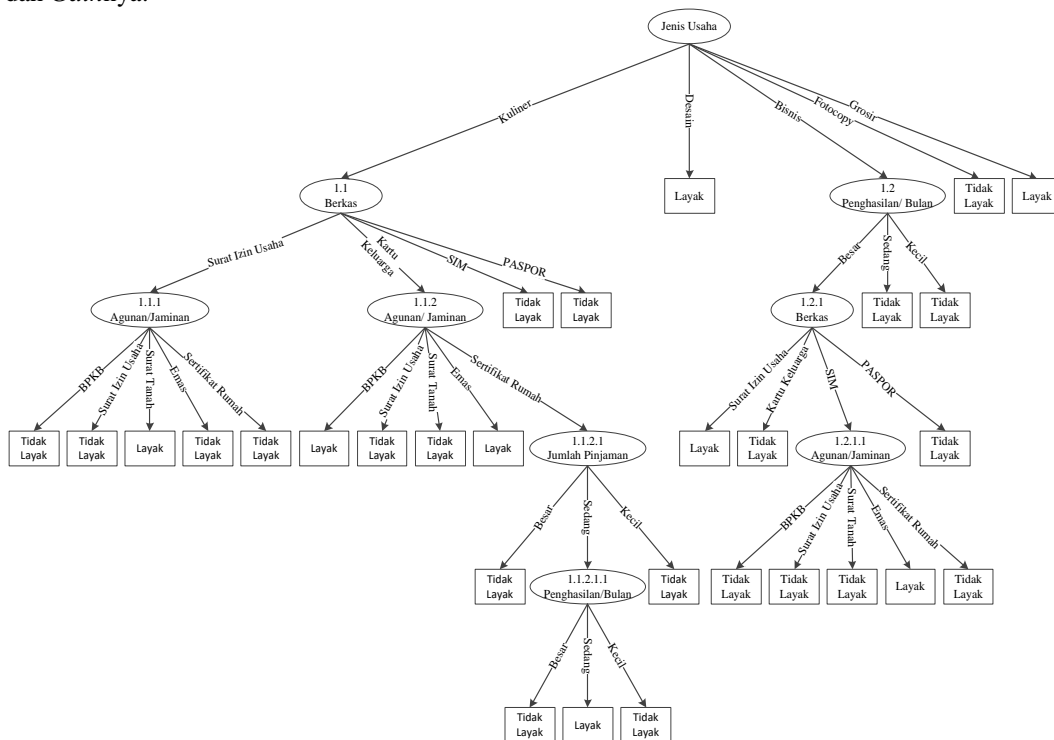 Jenis Usaha
Kuliner
Desain
Bisnis
Fotocopy
Grosir
1.1
Berkas
Layak
1.2
Penghasilan/ Bulan
Tidak
Layak
Layak
Surat Izin Usaha
Kartu
Keluarga
SIM
PASPOR
Besar
Sedang
Kecil
1.1.1
Agunan/Jaminan
1.1.2
Agunan/ Jaminan
Tidak
Layak
Tidak
Layak
1.2.1
Berkas
Tidak
Layak
Tidak
Layak
BPKB
Surat Izin Usaha
Surat Tanah
Emas
Sertifikat Rumah
BPKB
Surat Izin Usaha
Surat Tanah
Emas
Sertifikat Rumah
Surat Izin Usaha
Kartu Keluarga
SIM
PASPOR
Tidak
Layak
Tidak
Layak
Layak
Tidak
Layak
Tidak
Layak
Layak
Tidak
Layak
Tidak
Layak
Layak
1.1.2.1
Jumlah Pinjaman
Layak
Tidak
Layak
1.2.1.1
Agunan/Jaminan
Tidak
Layak
Besar
Sedang
Kecil
BPKB
Surat Izin Usaha
Surat Tanah
Emas
Sertifikat Rumah
Tidak
Layak
1.1.2.1.1
Penghasilan/Bulan
Tidak
Layak
Tidak
Layak
Tidak
Layak
Tidak
Layak
Layak
Tidak
Layak
Besar
Sedang
Kecil
Tidak
Layak
Layak
Tidak
Layak